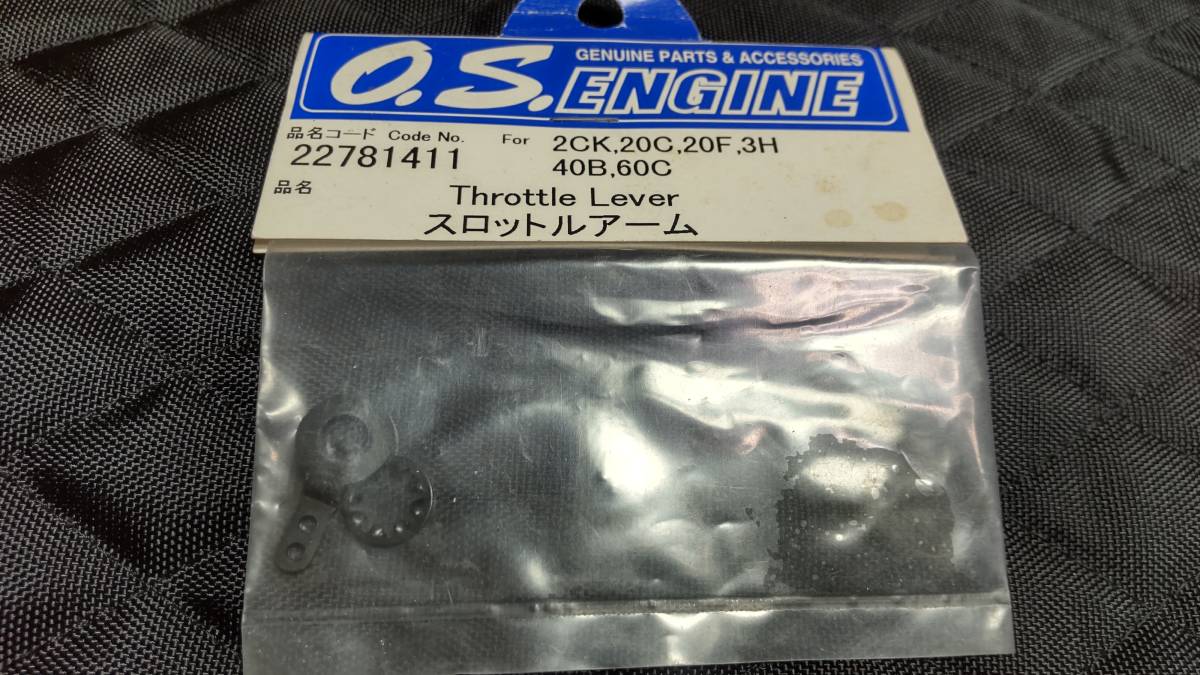 GENUINE PARTS & ACCESSORIES
O.S. ENGINE
品名コード Code No. For 2CK,20C,20F,3H
22781411 40B,60C
品名 Throttle Lever
スロットルアーム